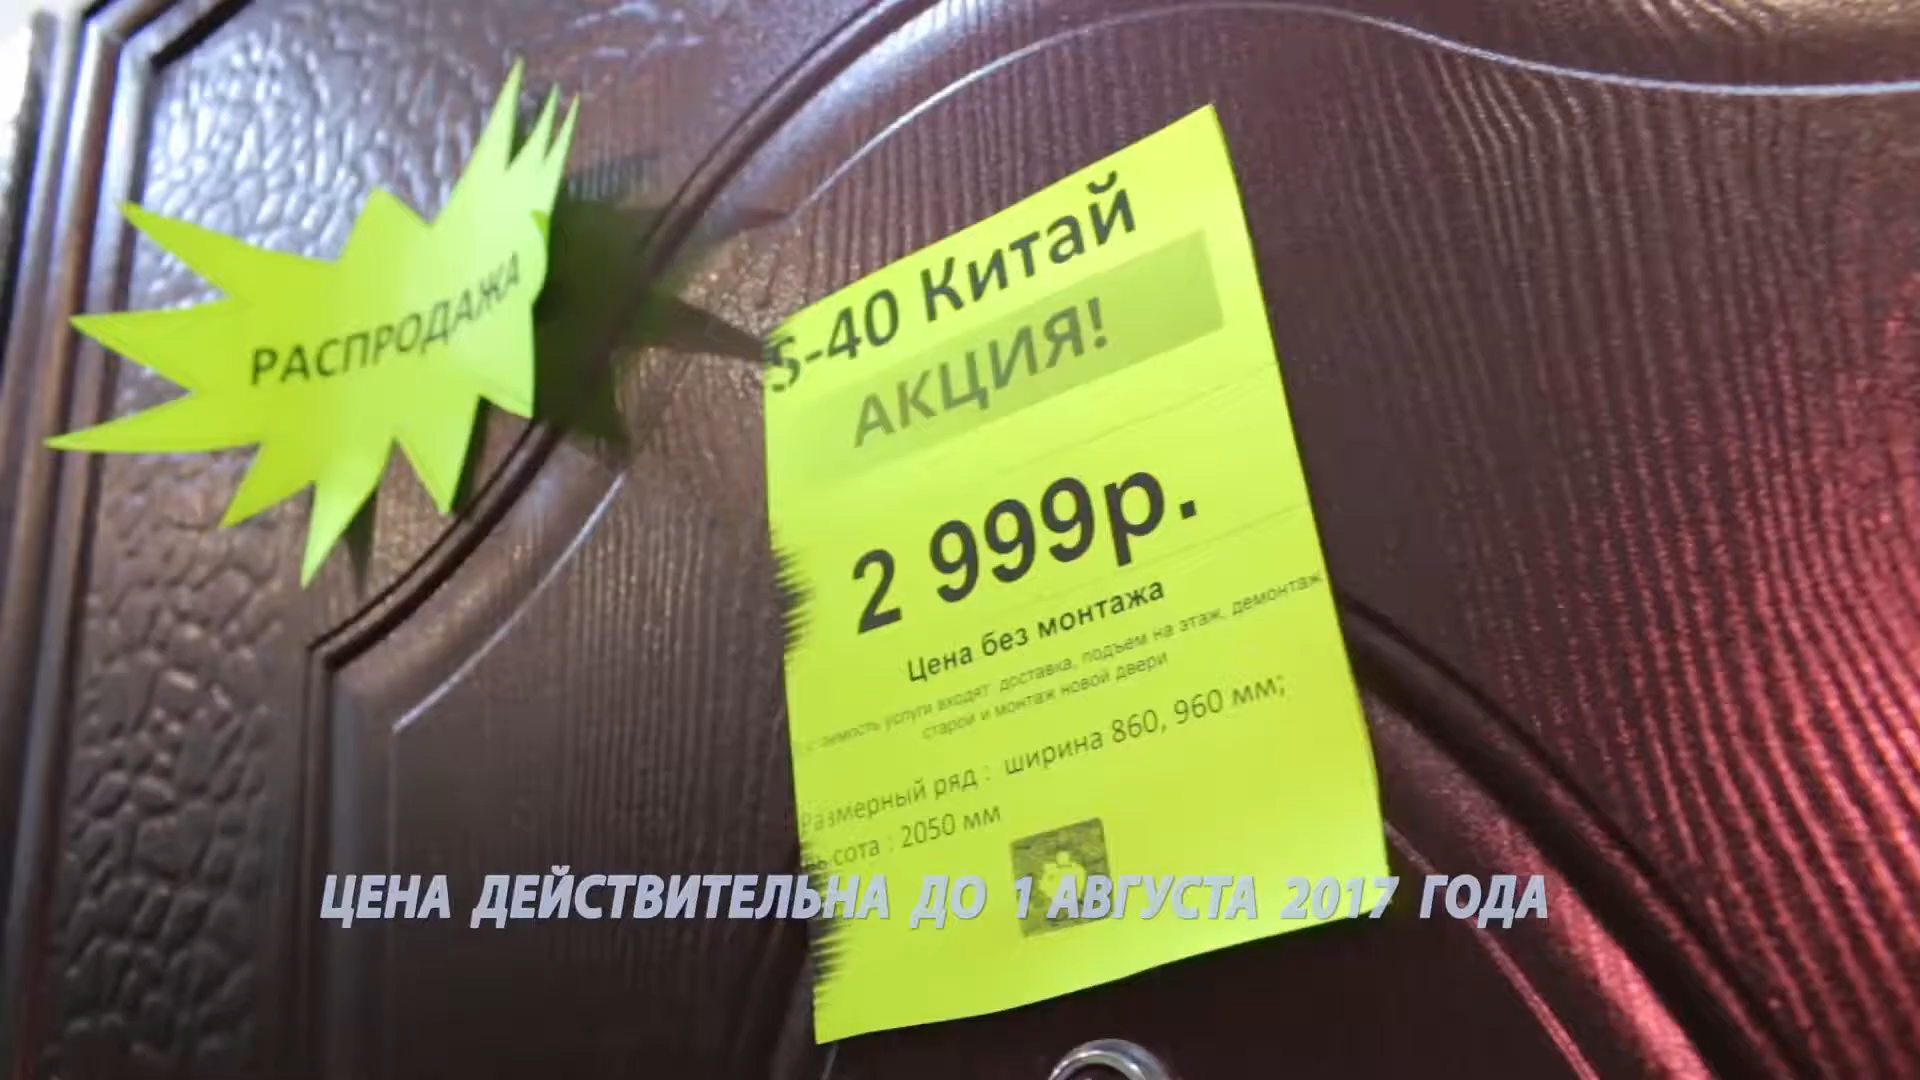 РАСПРОДАЖА
S-40 Китай
АКЦИЯ!
2 999р.
Цена без монтажа
услуги входят доставка, подъем на этаж, демонтаж
старой и монтаж новой двери
Размерный ряд : ширина 860, 960 мм;
: 2050 мм
ЦЕНА ДЕЙСТВИТЕЛЬНА ДО 1 АВГУСТА 2017 ГОДА